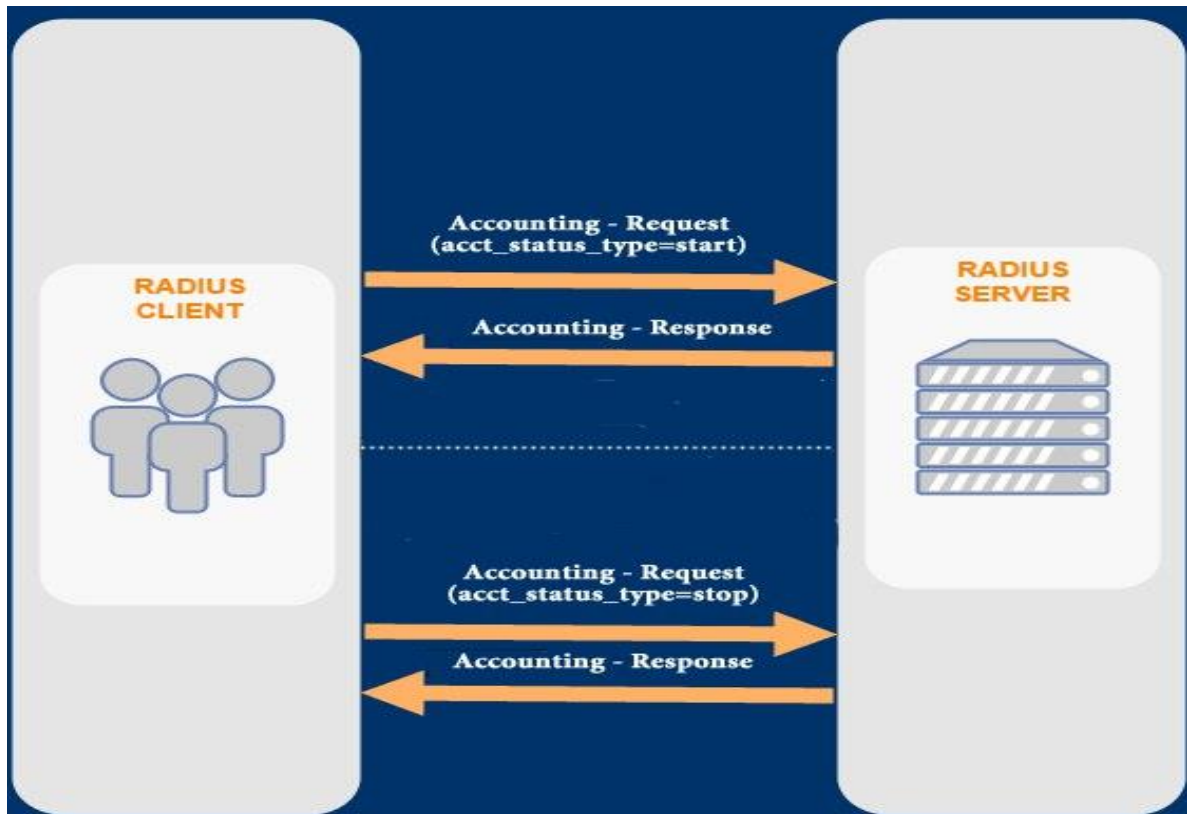 Accounting - Request
(acct_status_type=start)
RADIUS
CLIENT
RADIUS
SERVER
Accounting - Response
Accounting - Request
(acct_status_type=stop)
Accounting - Response